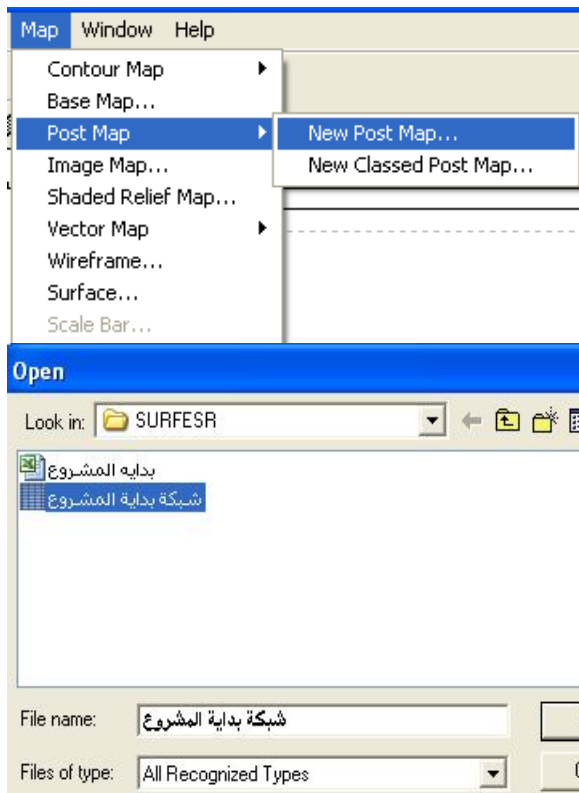 Map Window Help
Contour Map
Base Map...
Post Map
New Post Map...
Image Map...
New Classed Post Map...
Shaded Relief Map...
Vector Map
Wireframe...
Surface...
Scale Bar...
Open
Look in: SURFESR
بدايه المشروع
شبكة بداية المشروع
File name: شبكة بداية المشروع
Files of type: All Recognized Types